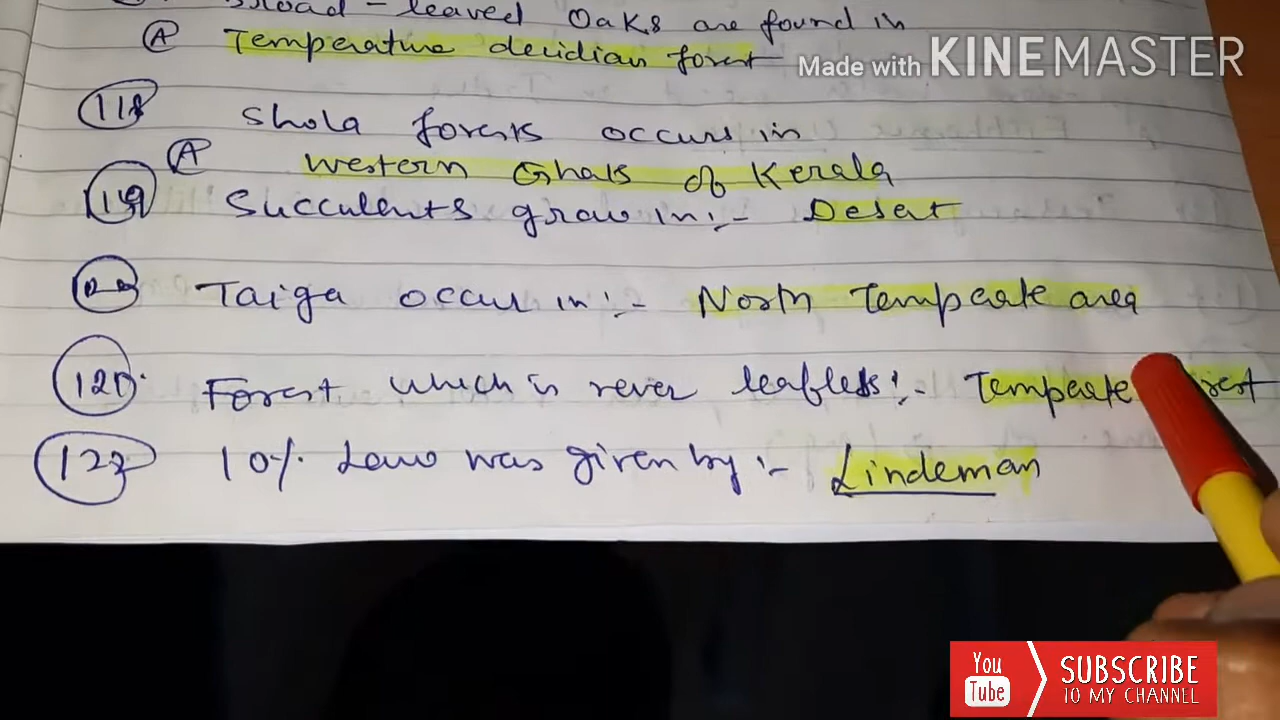 Broad - leaved Oaks are found in
Ⓐ Temperature decidian forest
Made with KINEMASTER
118 Shola forests occurs in
Ⓐ Western Ghats of Kerala
119 Succulents grow in :- Desert
Taiga occur in :- North Temperate area
121 Forest which is never leafless :- Temperate
122 10% Law was given by :- Lindeman
You Tube
SUBSCRIBE
TO MY CHANNEL